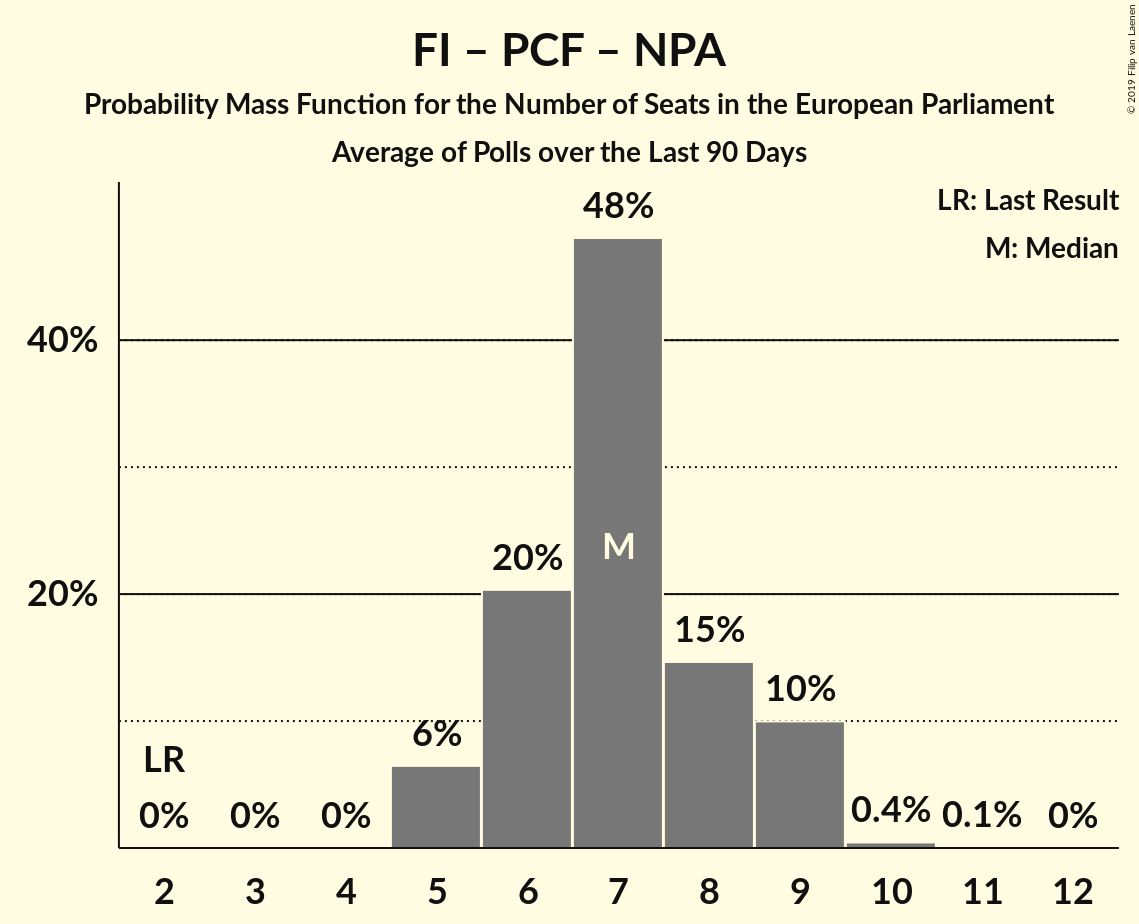 FI – PCF – NPA
Probability Mass Function for the Number of Seats in the European Parliament
Average of Polls over the Last 90 Days
© 2019 Filip van Laenen
LR: Last Result
M: Median
48%
40%
M
20%
20%
15%
10%
6%
LR
0% 0% 0% 0.4% 0.1% 0%
2 3 4 5 6 7 8 9 10 11 12